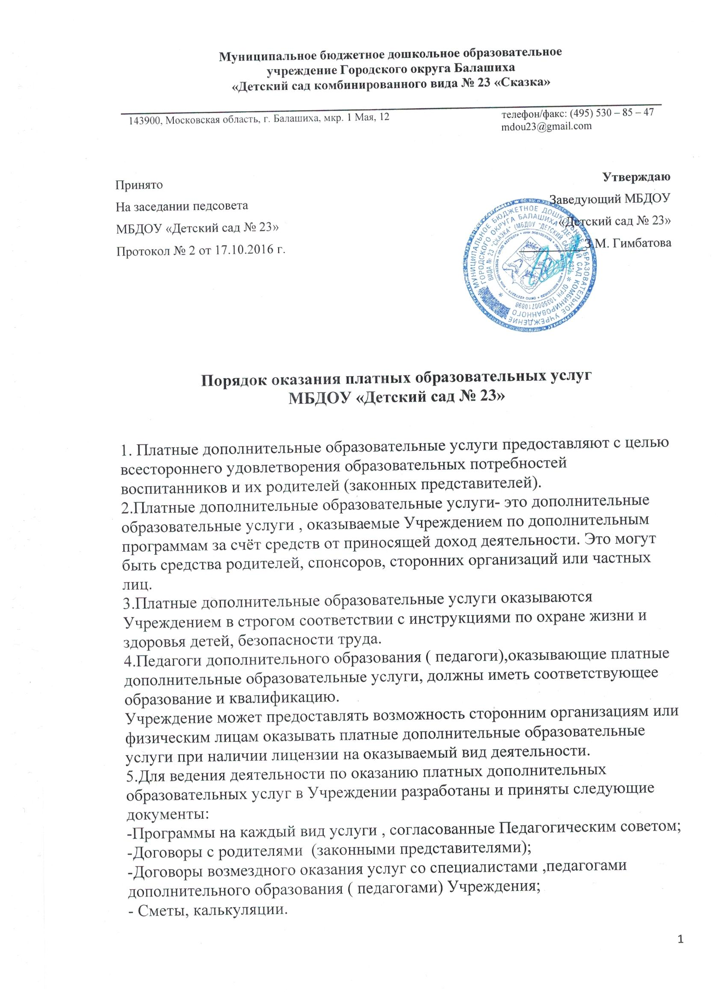 Муниципальное бюджетное дошкольное образовательное
учреждение Городского округа Балашиха
«Детский сад комбинированного вида № 23 «Сказка»
143900, Московская область, г. Балашиха, мкр. 1 Мая, 12
телефон/факс: (495) 530 – 85 – 47
mdou23@gmail.com
Принято
На заседании педсовета
МБДОУ «Детский сад № 23»
Протокол № 2 от 17.10.2016 г.
Утверждаю
Заведующий МБДОУ
«Детский сад № 23»
З.М. Гимбатова
МУНИЦИПАЛЬНОЕ БЮДЖЕТНОЕ ДОШКОЛЬНОЕ ОБРАЗОВАТЕЛЬНОЕ УЧРЕЖДЕНИЕ
ГОРОДСКОГО ОКРУГА БАЛАШИХА "ДЕТСКИЙ САД КОМБИНИРОВАННОГО
ВИДА № 23 "СКАЗКА" (МБДОУ "ДЕТСКИЙ САД № 23") * ОГРН 1035000710898 *
Порядок оказания платных образовательных услуг
МБДОУ «Детский сад № 23»
1. Платные дополнительные образовательные услуги предоставляют с целью
всестороннего удовлетворения образовательных потребностей
воспитанников и их родителей (законных представителей).
2.Платные дополнительные образовательные услуги- это дополнительные
образовательные услуги , оказываемые Учреждением по дополнительным
программам за счёт средств от приносящей доход деятельности. Это могут
быть средства родителей, спонсоров, сторонних организаций или частных
лиц.
3.Платные дополнительные образовательные услуги оказываются
Учреждением в строгом соответствии с инструкциями по охране жизни и
здоровья детей, безопасности труда.
4.Педагоги дополнительного образования ( педагоги),оказывающие платные
дополнительные образовательные услуги, должны иметь соответствующее
образование и квалификацию.
Учреждение может предоставлять возможность сторонним организациям или
физическим лицам оказывать платные дополнительные образовательные
услуги при наличии лицензии на оказываемый вид деятельности.
5.Для ведения деятельности по оказанию платных дополнительных
образовательных услуг в Учреждении разработаны и приняты следующие
документы:
-Программы на каждый вид услуги , согласованные Педагогическим советом;
-Договоры с родителями  (законными представителями);
-Договоры возмездного оказания услуг со специалистами ,педагогами
дополнительного образования ( педагогами) Учреждения;
- Сметы, калькуляции.
1